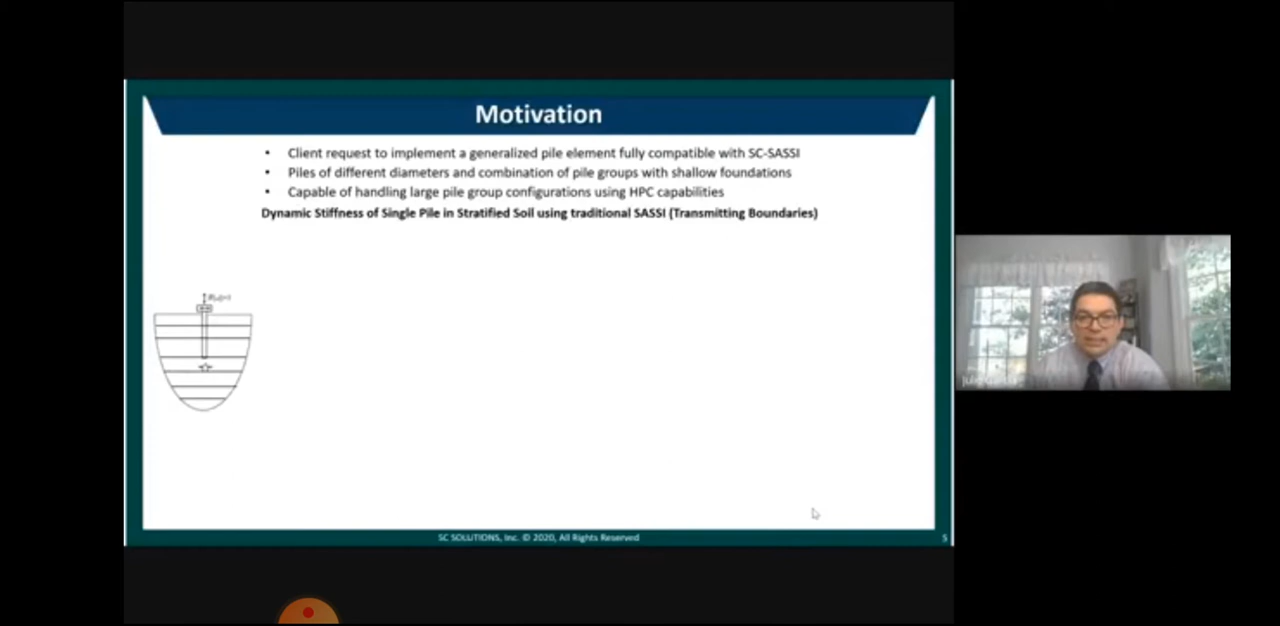 Motivation
• Client request to implement a generalized pile element fully compatible with SC-SASSI
• Piles of different diameters and combination of pile groups with shallow foundations
• Capable of handling large pile group configurations using HPC capabilities
Dynamic Stiffness of Single Pile in Stratified Soil using traditional SASSI (Transmitting Boundaries)
SC SOLUTIONS, Inc. © 2020, All Rights Reserved
5